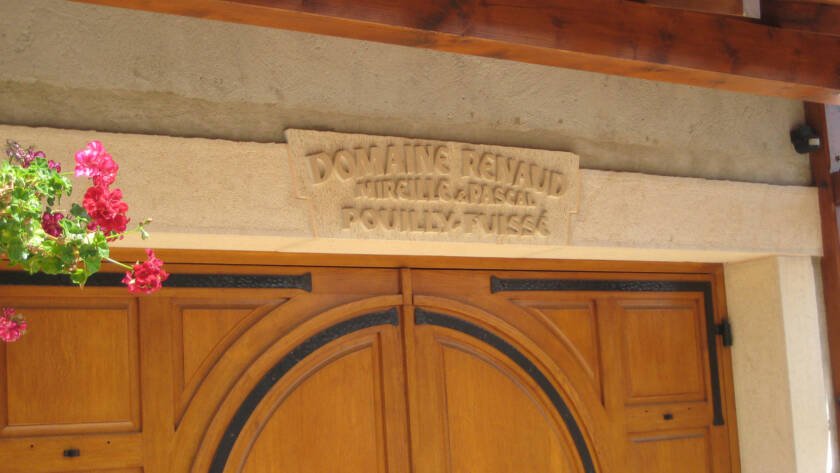 DOMAINE RENAUD
MIREILLE & PASCAL
POUILLY-FUISSÉ